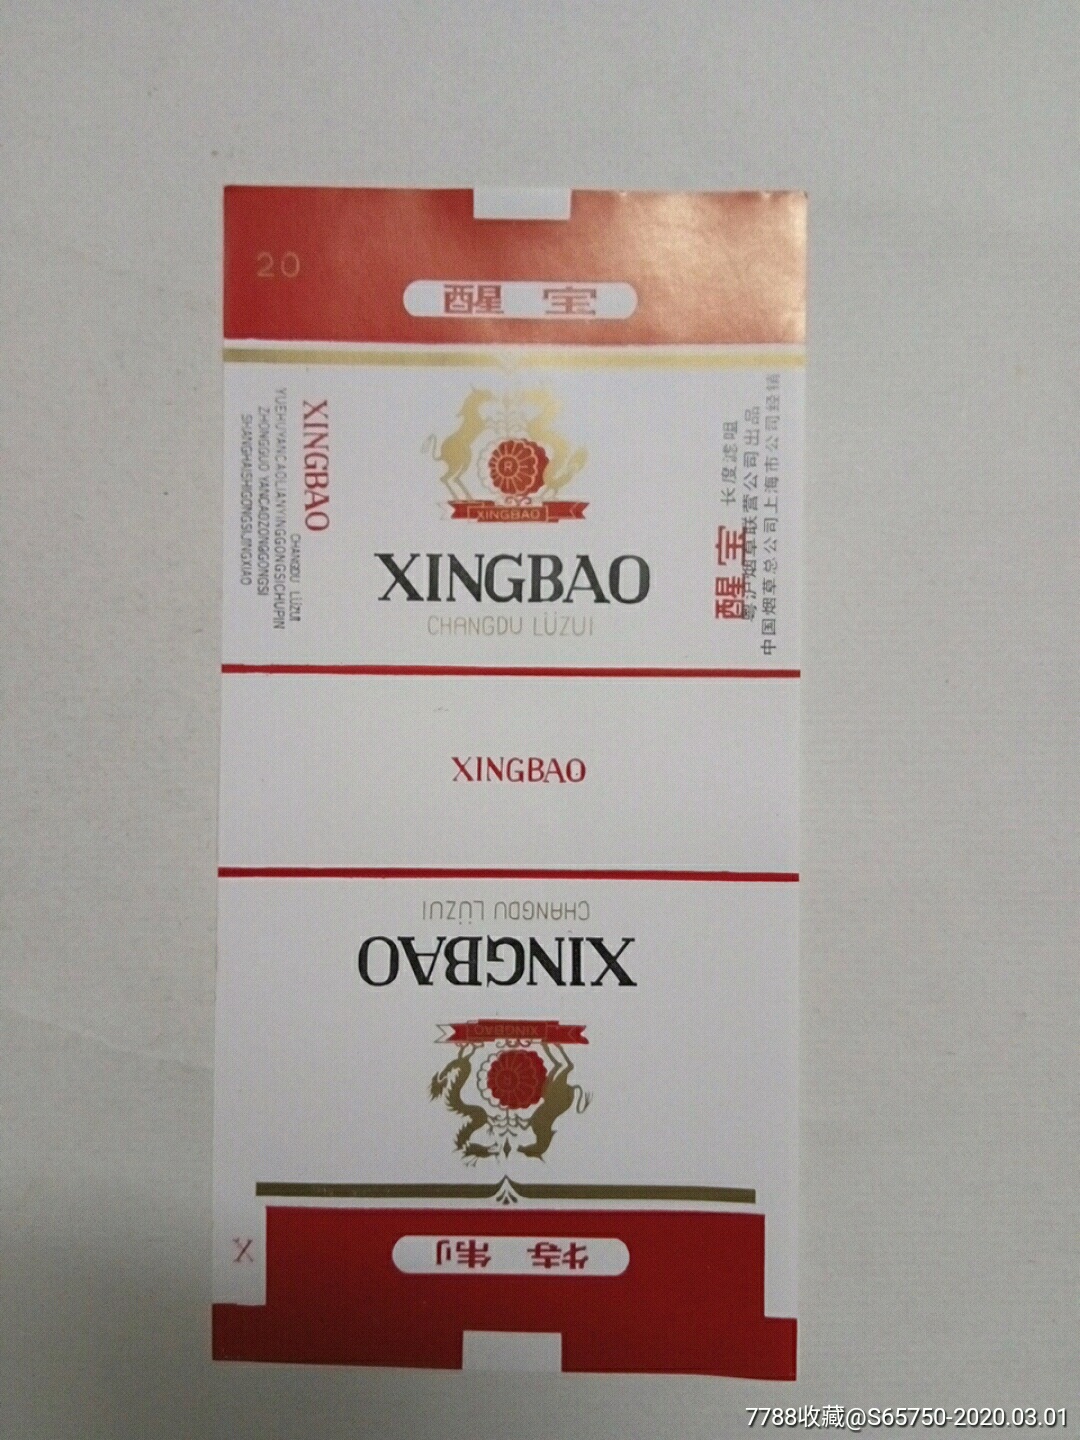 20
醒 宝
XINGBAO
CHANGDU LÜZUI
YUEHUYANCAOLIANYINGGONGSICHUPIN
ZHONGGUO YANCAOZONGGONGSI
SHANGHAISHIGONGSIJINGXIAO
R
XINGBAO
XINGBAO
CHANGDU LÜZUI
醒宝
长度滤咀
粤沪烟草联营公司出品
中国烟草总公司上海市公司经销
XINGBAO
CHANGDU LÜZUI
XINGBAO
XINGBAO
R
特制
X
7788收藏@S65750-2020.03.01